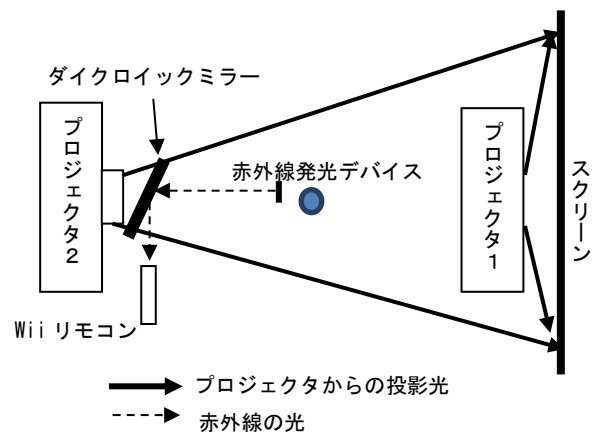 ダイクロイックミラー
プロジェクタ2
赤外線発光デバイス
プロジェクタ1
スクリーン
Wii リモコン
プロジェクタからの投影光
赤外線の光